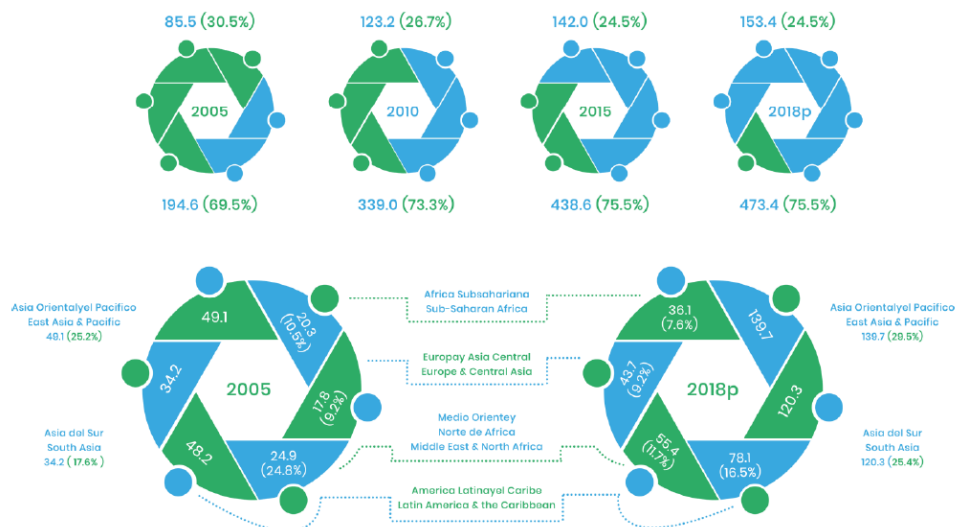 85.5 (30.5%)
123.2 (26.7%)
142.0 (24.5%)
153.4 (24.5%)
2005
2010
2015
2018p
194.6 (69.5%)
339.0 (73.3%)
438.6 (75.5%)
473.4 (75.5%)
Asia Orientalyel Pacifico
East Asia & Pacific
49.1 (25.2%)
Asia del Sur
South Asia
34.2 (17.6%)
49.1
20.3
(10.5%)
34.2
2005
17.8
(9.2%)
48.2
24.9
(24.8%)
Africa Subsahariana
Sub-Saharan Africa
Europay Asia Central
Europe & Central Asia
Medio Orientey
Norte de Africa
Middle East & North Africa
America Latinayel Caribe
Latin America & the Caribbean
36.1
(7.6%)
139.7
43.7
(9.2%)
2018p
120.3
55.4
(11.7%)
78.1
(16.5%)
Asia Orientalyel Pacifico
East Asia & Pacific
139.7 (29.5%)
Asia del Sur
South Asia
120.3 (25.4%)